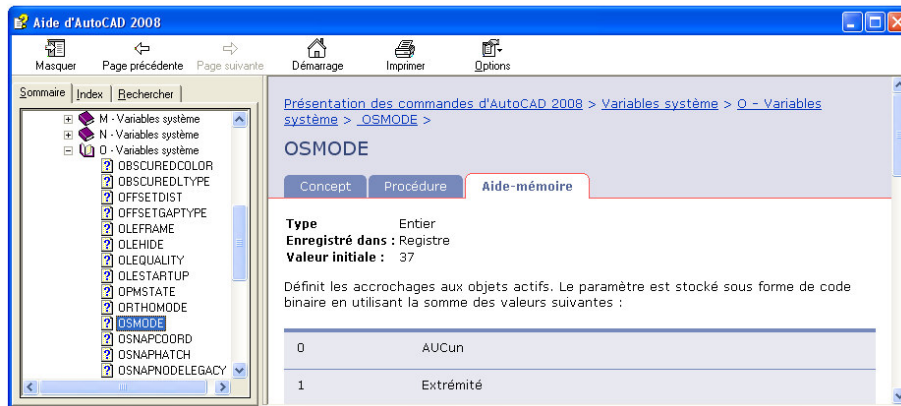 Aide d'AutoCAD 2008
Masquer Page précédente Page suivante Démarrage Imprimer Options
Sommaire Index Rechercher
M - Variables système
N - Variables système
O - Variables système
OBSCUREDCOLOR
OBSCUREDLTYPE
OFFSETDIST
OFFSETGAPTYPE
OLEFRAME
OLEHIDE
OLEQUALITY
OLESTARTUP
OPMSTATE
ORTHOMODE
OSMODE
OSNAPCOORD
OSNAPHATCH
OSNAPNODELEGACY
Présentation des commandes d'AutoCAD 2008 > Variables système > O - Variables
système > OSMODE >
OSMODE
Concept Procédure Aide-mémoire
Type Entier
Enregistré dans : Registre
Valeur initiale : 37
Définit les accrochages aux objets actifs. Le paramètre est stocké sous forme de code
binaire en utilisant la somme des valeurs suivantes :
0 AUCun
1 Extrémité